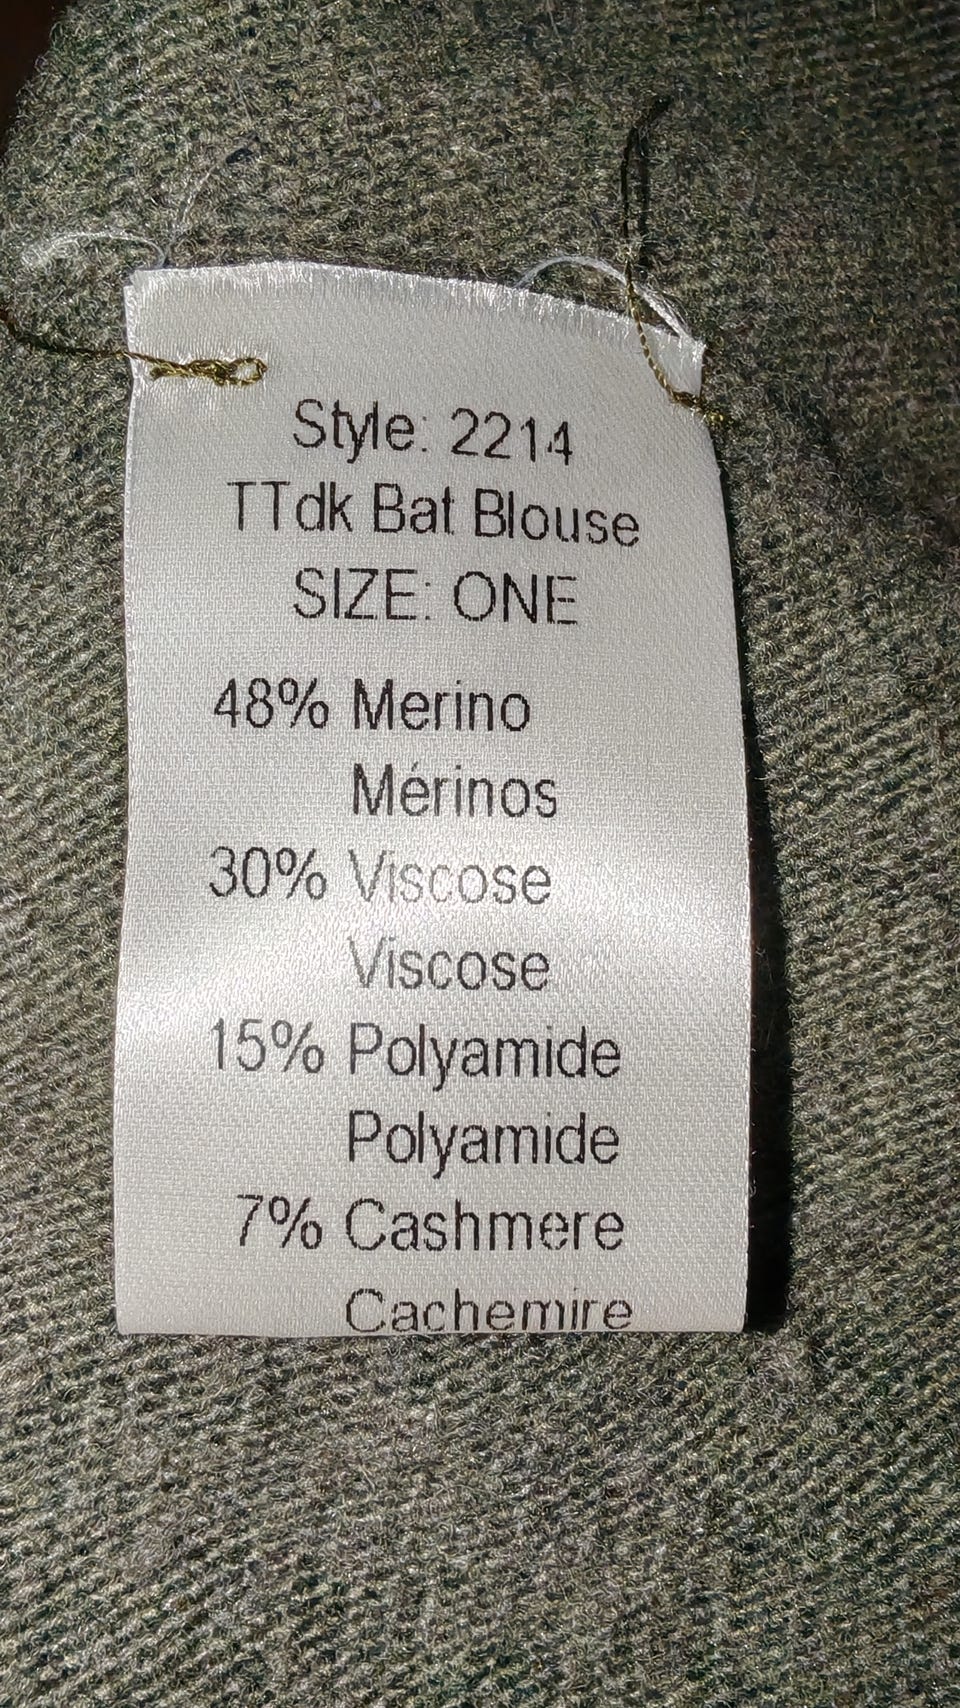 Style: 2214
TTdk Bat Blouse
SIZE: ONE
48% Merino
Mérinos
30% Viscose
Viscose
15% Polyamide
Polyamide
7% Cashmere
Cachemire